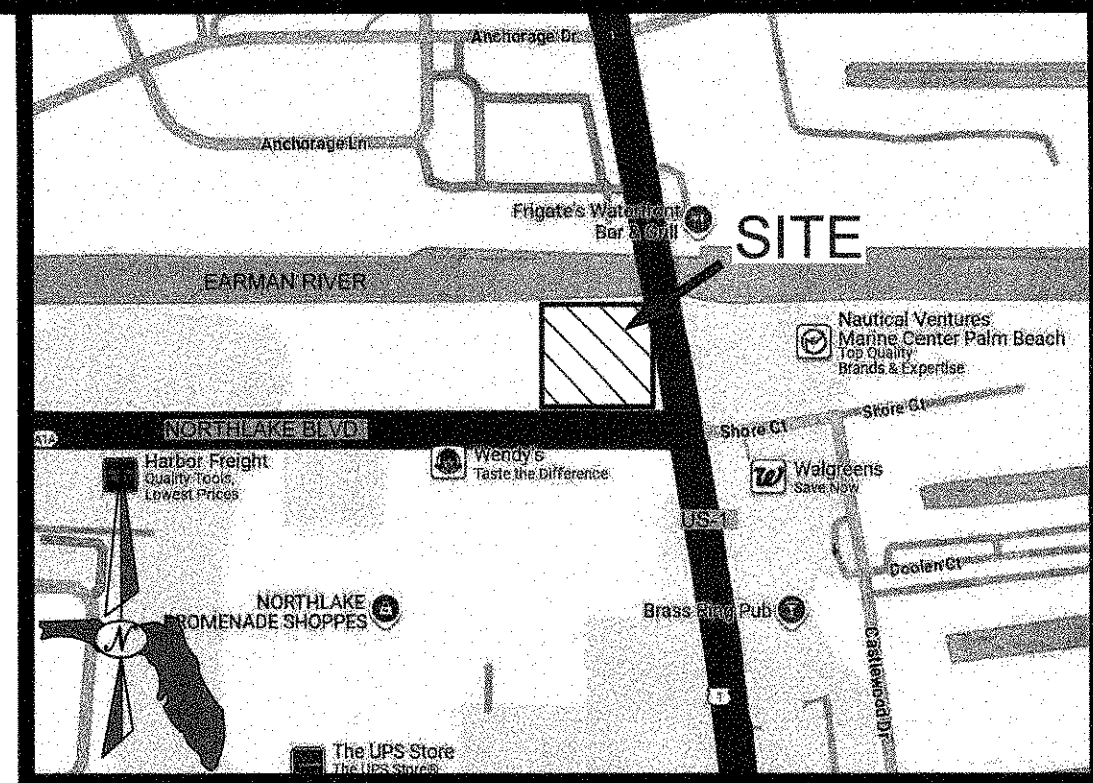 Anchorage Dr
Anchorage Ln
Frigate's Waterfront
Bar & Grill
SITE
EARMAN RIVER
Nautical Ventures
Marine Center Palm Beach
Top Quality
Brands & Expertise
Shore Ct
Shore Ct
NORTHLAKE BLVD
A1A
Harbor Freight
Quality Tools,
Lowest Prices
Wendy's
Taste the Difference
W
Walgreens
Save Now
US-1
Doolen Ct
NORTHLAKE
PROMENADE SHOPPES
Brass Ring Pub
N
Castlewood Dr
1
The UPS Store
The UPS Store®